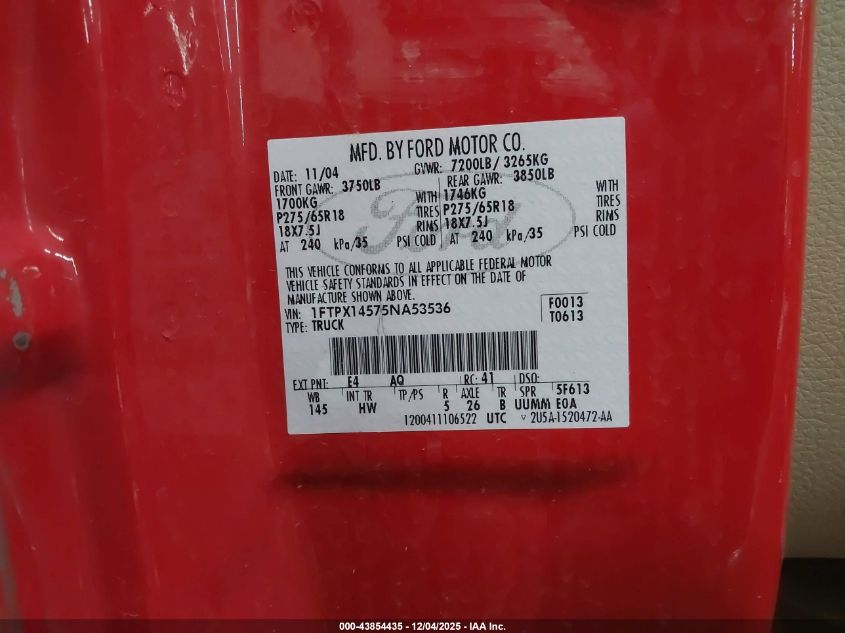 MFD. BY FORD MOTOR CO.
DATE: 11/04 GVWR: 7200LB/ 3265KG
FRONT GAWR: 3750LB REAR GAWR: 3850LB
1700KG WITH 1746KG WITH
P275/65R18 TIRES P275/65R18 TIRES
18X7.5J RIMS 18X7.5J RIMS
AT 240 kPa/35 PSI COLD AT 240 kPa/35 PSI COLD
Ford
THIS VEHICLE CONFORMS TO ALL APPLICABLE FEDERAL MOTOR
VEHICLE SAFETY STANDARDS IN EFFECT ON THE DATE OF
MANUFACTURE SHOWN ABOVE.
VIN: 1FTPX14575NA53536 F0013
TYPE: TRUCK T0613
EXT PNT: E4 AQ RC: 41 DSO:
WB INT TR TP/PS R AXLE TR SPR 5F613
145 HW 5 26 B UUMM E0A
1200411106522 UTC 2U5A-1520472-AA
000-43854435 - 12/04/2025 - IAA Inc.